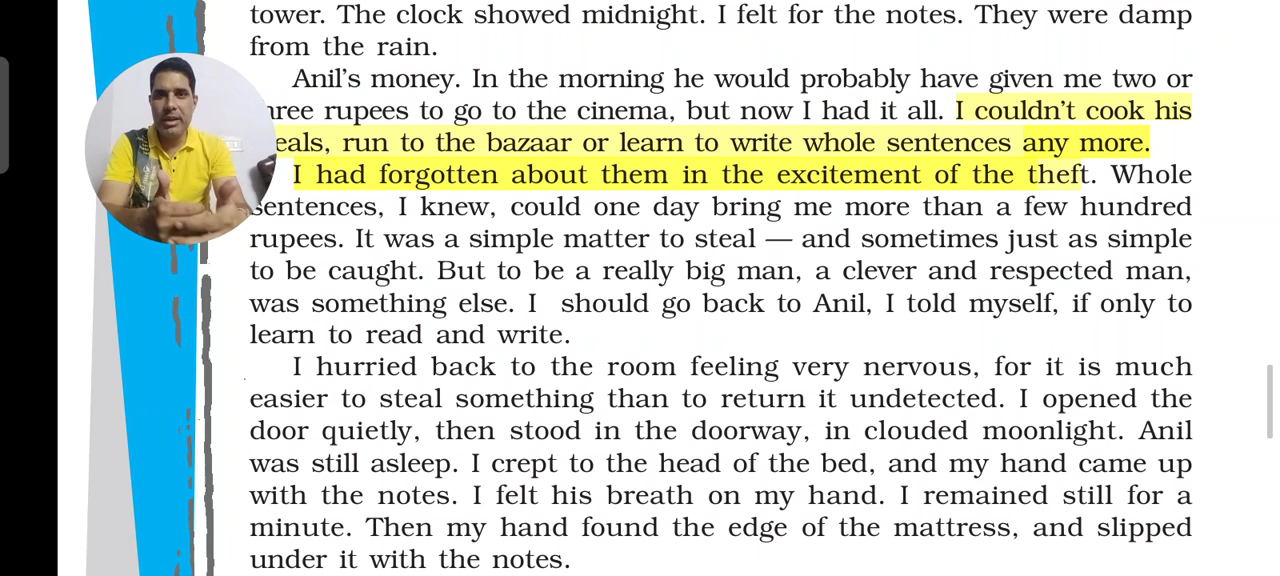 tower. The clock showed midnight. I felt for the notes. They were damp
from the rain.
Anil's money. In the morning he would probably have given me two or
hree rupees to go to the cinema, but now I had it all. I couldn't cook his
eals, run to the bazaar or learn to write whole sentences any more.
I had forgotten about them in the excitement of the theft. Whole
sentences, I knew, could one day bring me more than a few hundred
rupees. It was a simple matter to steal — and sometimes just as simple
to be caught. But to be a really big man, a clever and respected man,
was something else. I should go back to Anil, I told myself, if only to
learn to read and write.
I hurried back to the room feeling very nervous, for it is much
easier to steal something than to return it undetected. I opened the
door quietly, then stood in the doorway, in clouded moonlight. Anil
was still asleep. I crept to the head of the bed, and my hand came up
with the notes. I felt his breath on my hand. I remained still for a
minute. Then my hand found the edge of the mattress, and slipped
under it with the notes.